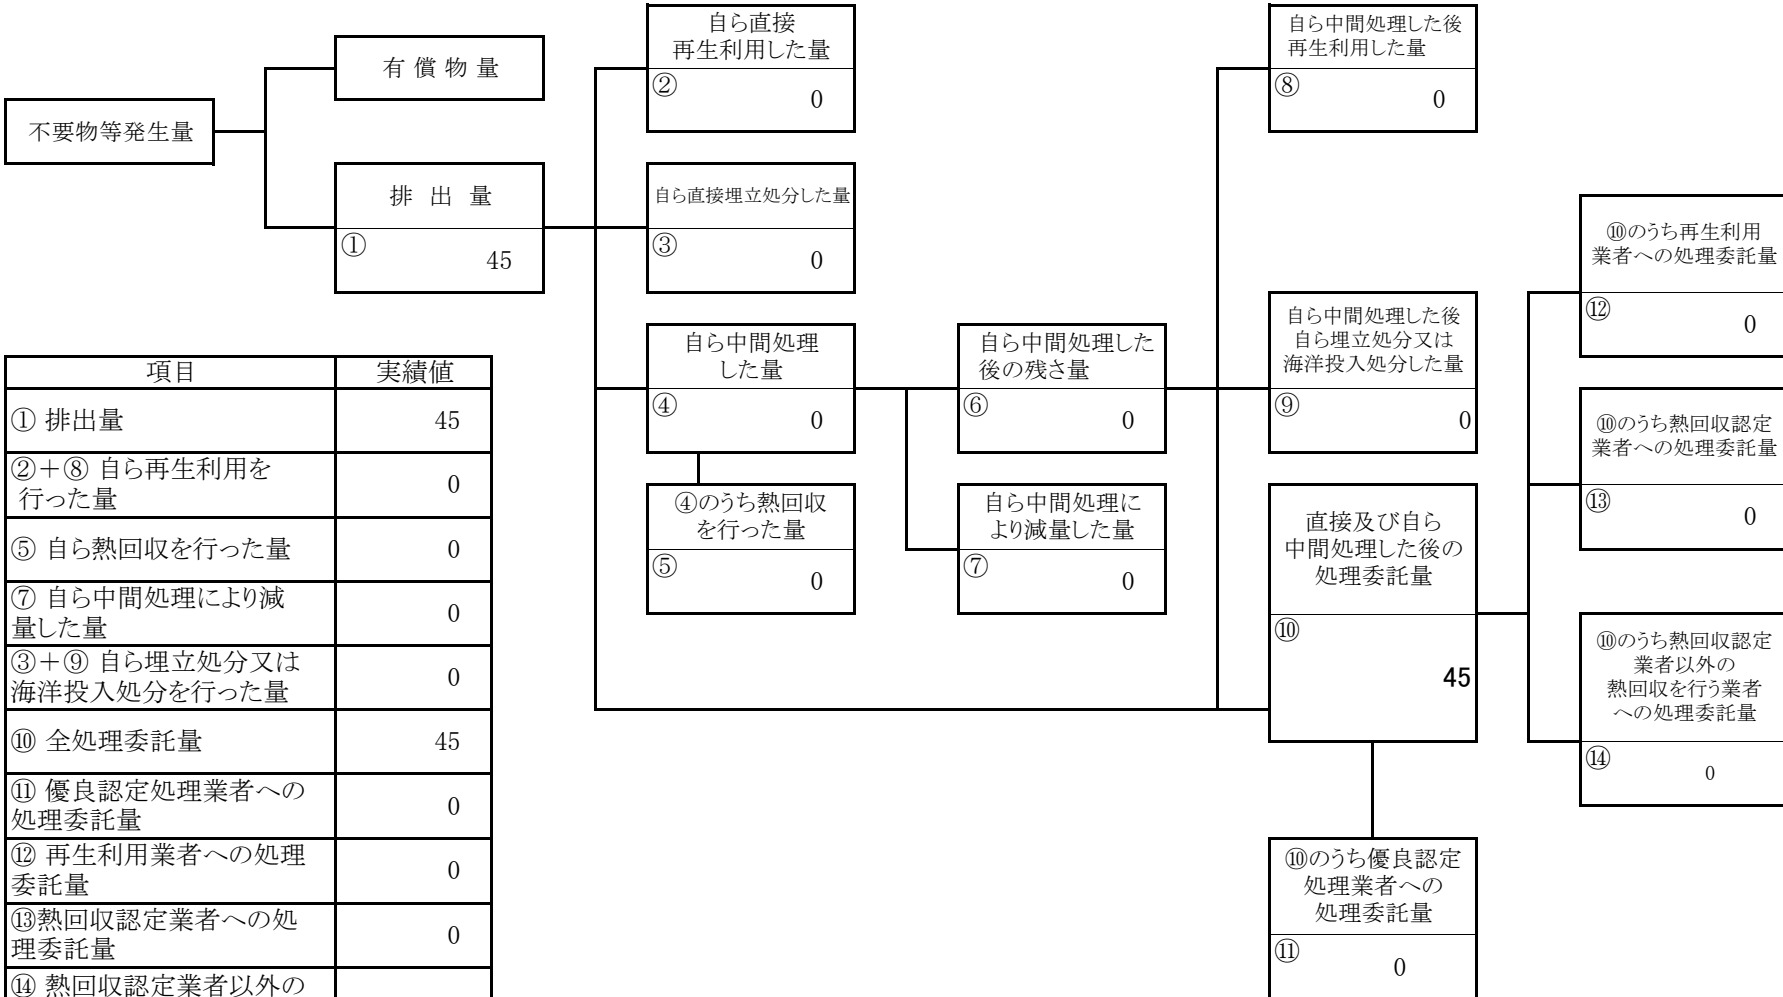 不要物等発生量
有 償 物 量
排 出 量
①
45
自ら直接
再生利用した量
②
0
自ら直接埋立処分した量
③
0
自ら中間処理
した量
④
0
④のうち熱回収
を行った量
⑤
0
自ら中間処理した
後の残さ量
⑥
0
自ら中間処理に
より減量した量
⑦
0
自ら中間処理した後
再生利用した量
⑧
0
自ら中間処理した後
自ら埋立処分又は
海洋投入処分した量
⑨
0
直接及び自ら
中間処理した後の
処理委託量
⑩
45
⑩のうち優良認定
処理業者への
処理委託量
⑪
0
⑩のうち再生利用
業者への処理委託量
⑫
0
⑩のうち熱回収認定
業者への処理委託量
⑬
0
⑩のうち熱回収認定
業者以外の
熱回収を行う業者
への処理委託量
⑭
0
項目 実績値
① 排出量 45
②+⑧ 自ら再生利用を
行った量 0
⑤ 自ら熱回収を行った量 0
⑦ 自ら中間処理により減
量した量 0
③+⑨ 自ら埋立処分又は
海洋投入処分を行った量 0
⑩ 全処理委託量 45
⑪ 優良認定処理業者への
処理委託量 0
⑫ 再生利用業者への処理
委託量 0
⑬熱回収認定業者への処
理委託量 0
⑭ 熱回収認定業者以外の